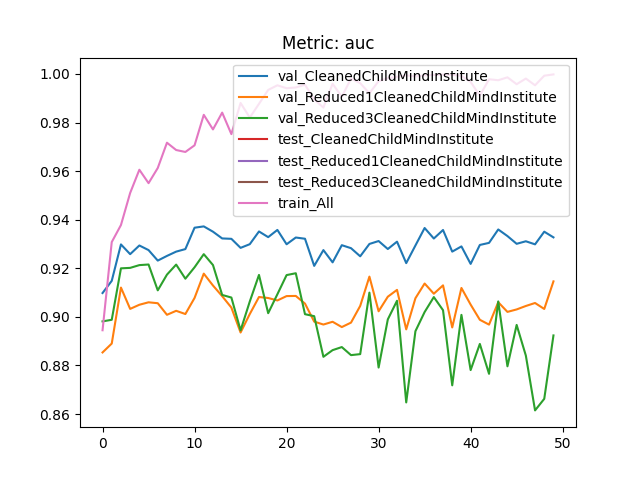 Metric: auc
1.00
0.98
0.96
0.94
0.92
0.90
0.88
0.86
val_CleanedChildMindInstitute
val_Reduced1CleanedChildMindInstitute
val_Reduced3CleanedChildMindInstitute
test_CleanedChildMindInstitute
test_Reduced1CleanedChildMindInstitute
test_Reduced3CleanedChildMindInstitute
train_All
0 10 20 30 40 50